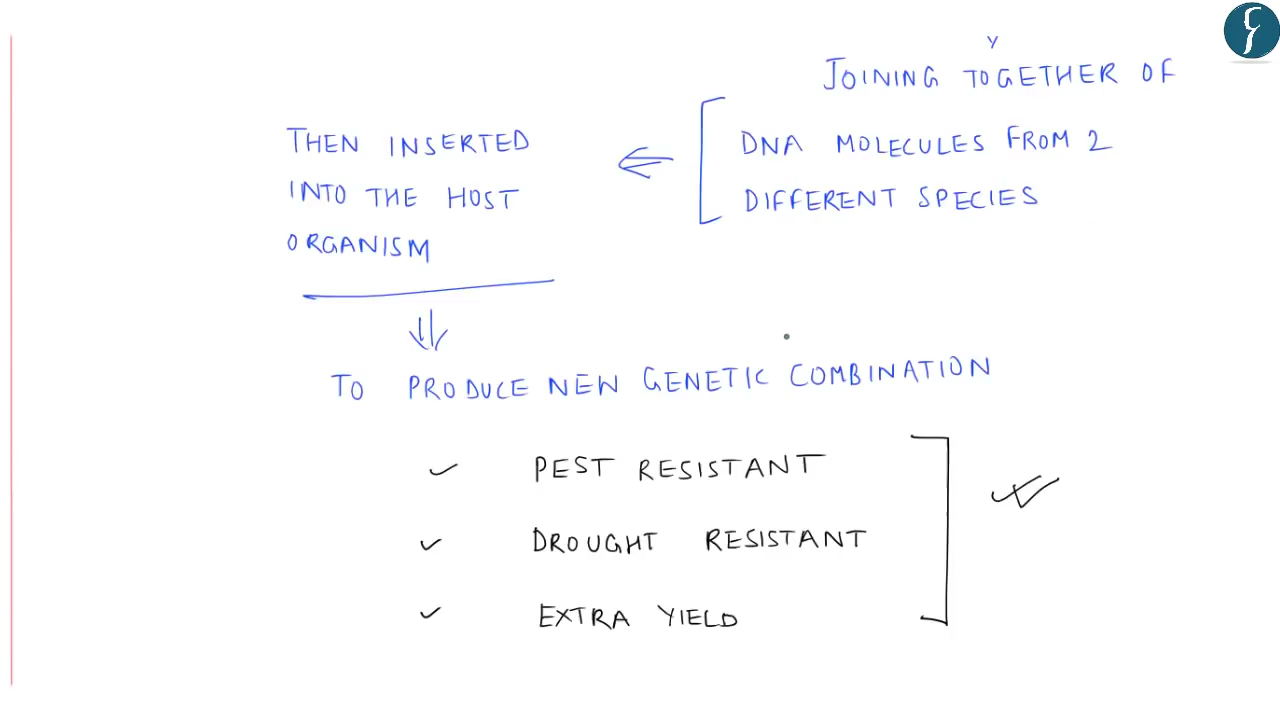 JOINING TOGETHER OF
DNA MOLECULES FROM 2
DIFFERENT SPECIES
THEN INSERTED
INTO THE HOST
ORGANISM
TO PRODUCE NEW GENETIC COMBINATION
PEST RESISTANT
DROUGHT RESISTANT
EXTRA YIELD